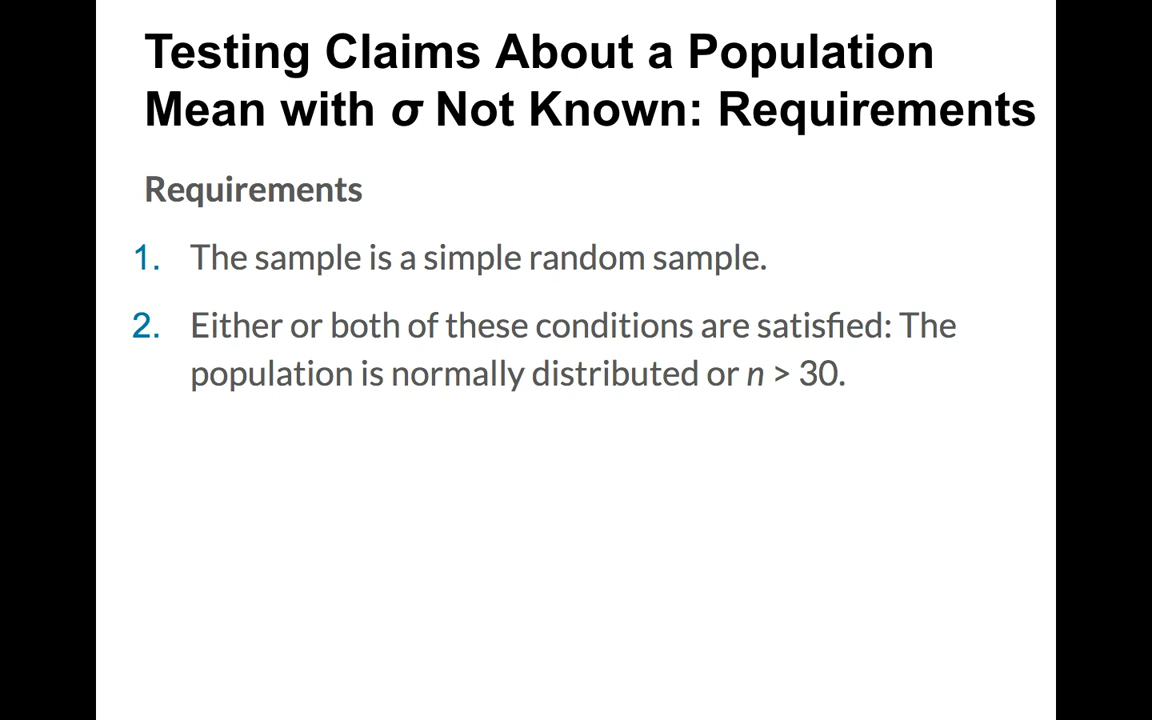 Testing Claims About a Population
Mean with σ Not Known: Requirements
Requirements
1. The sample is a simple random sample.
2. Either or both of these conditions are satisfied: The
population is normally distributed or n > 30.